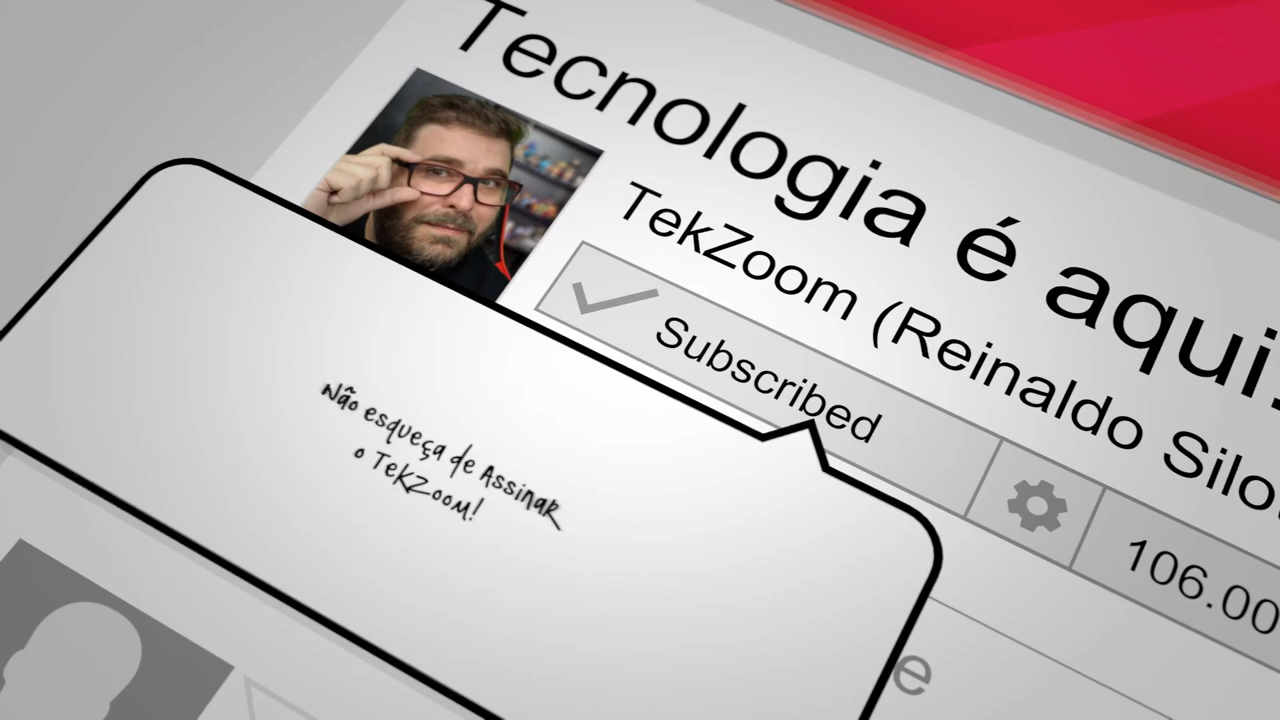 Tecnologia é aqui.
TekZoom (Reinaldo Silo
Subscribed
106.00
Não esqueça de Assinar
o TekZoom!
e